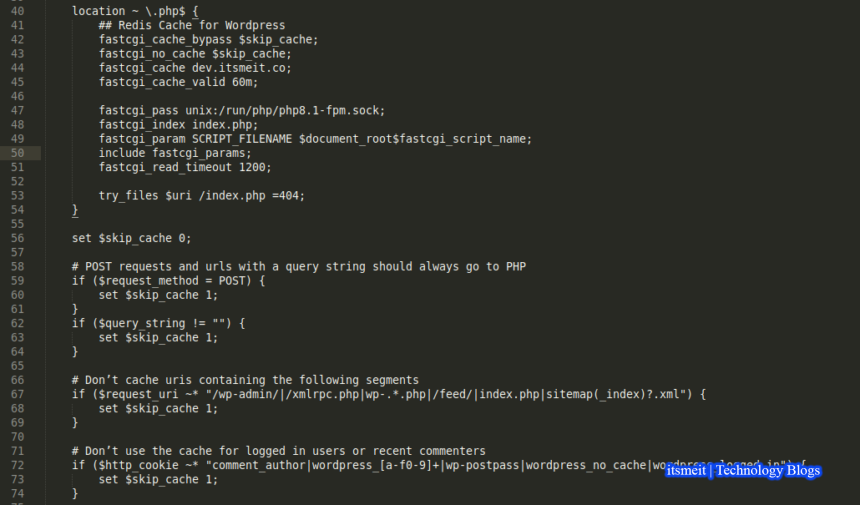 40 location ~ \.php$ {
41 ## Redis Cache for Wordpress
42 fastcgi_cache_bypass $skip_cache;
43 fastcgi_no_cache $skip_cache;
44 fastcgi_cache dev.itsmeit.co;
45 fastcgi_cache_valid 60m;
46
47 fastcgi_pass unix:/run/php/php8.1-fpm.sock;
48 fastcgi_index index.php;
49 fastcgi_param SCRIPT_FILENAME $document_root$fastcgi_script_name;
50 include fastcgi_params;
51 fastcgi_read_timeout 1200;
52
53 try_files $uri /index.php =404;
54 }
55
56 set $skip_cache 0;
57
58 # POST requests and urls with a query string should always go to PHP
59 if ($request_method = POST) {
60 set $skip_cache 1;
61 }
62 if ($query_string != "") {
63 set $skip_cache 1;
64 }
65
66 # Don’t cache uris containing the following segments
67 if ($request_uri ~* "/wp-admin/|/xmlrpc.php|wp-.*.php|/feed/|index.php|sitemap(_index)?.xml") {
68 set $skip_cache 1;
69 }
70
71 # Don’t use the cache for logged in users or recent commenters
72 if ($http_cookie ~* "comment_author|wordpress_[a-f0-9]+|wp-postpass|wordpress_no_cache|wordpress_logged_in") {
itsmeit | Technology Blogs
73 set $skip_cache 1;
74 }